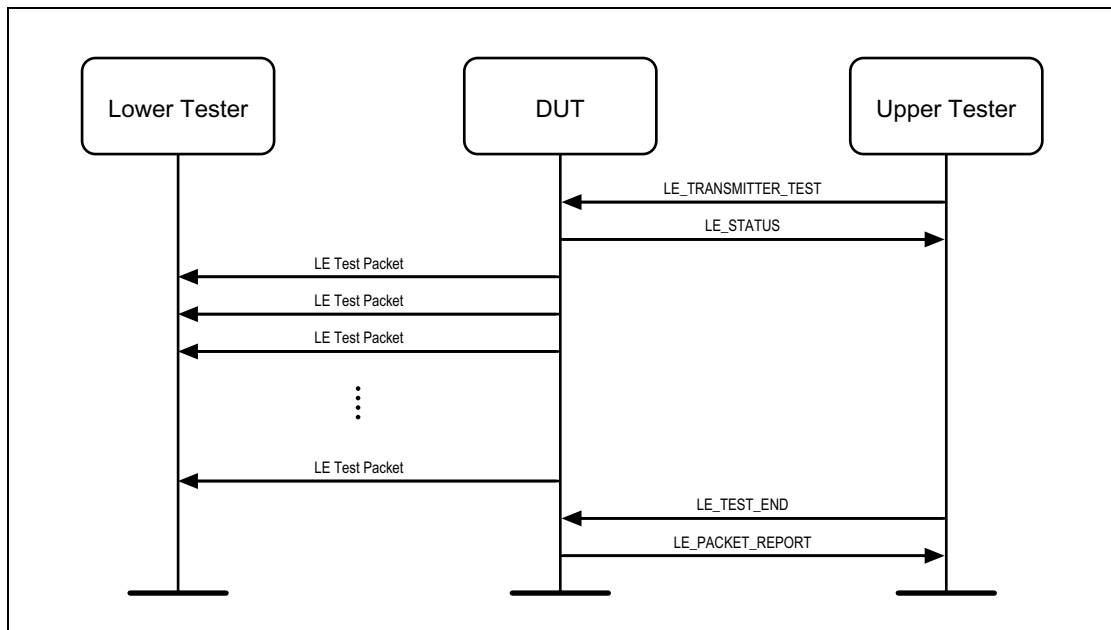 Lower Tester
DUT
Upper Tester
LE_TRANSMITTER_TEST
LE_STATUS
LE Test Packet
LE Test Packet
LE Test Packet
LE Test Packet
LE_TEST_END
LE_PACKET_REPORT